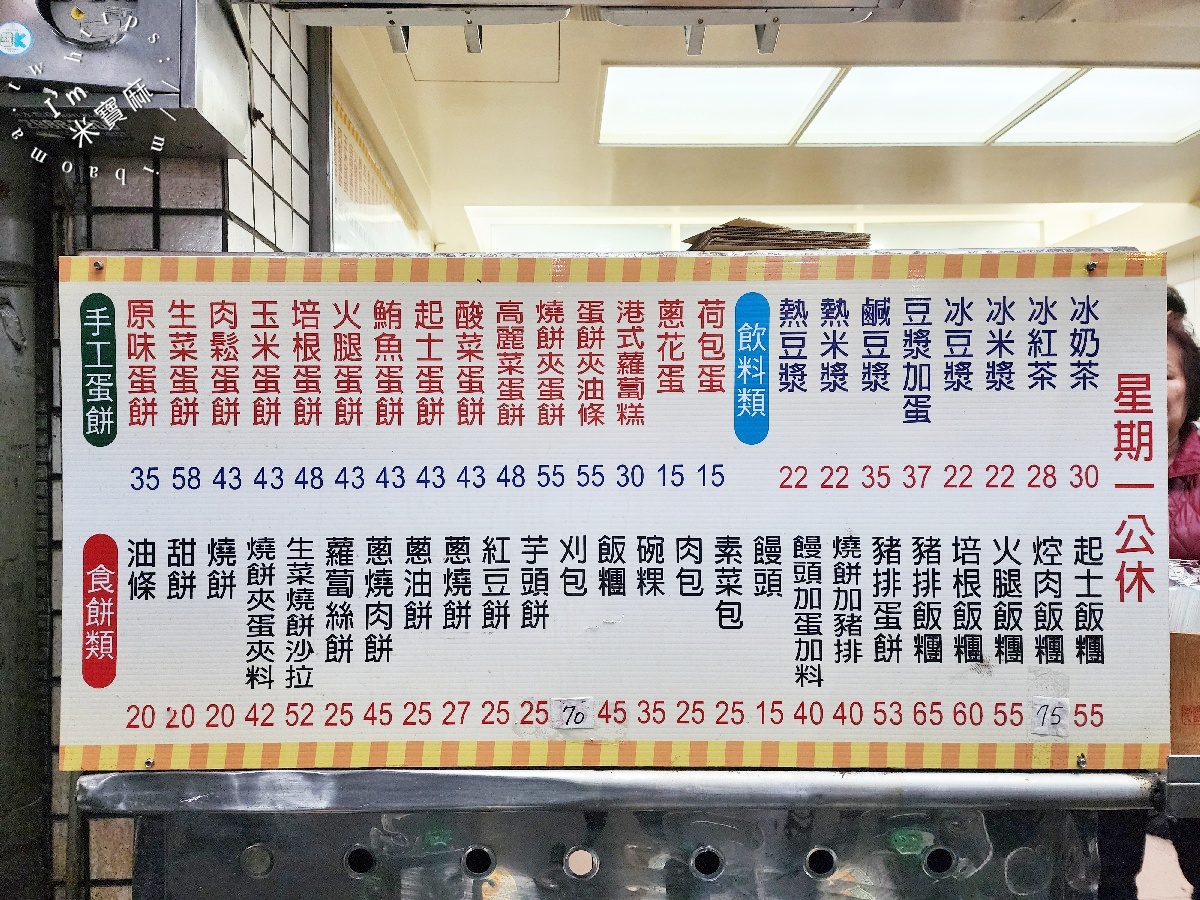 I'm
米寶麻
itwhrips/imibaoma
手工蛋餅
原味蛋餅 35
生菜蛋餅 58
肉鬆蛋餅 43
玉米蛋餅 43
培根蛋餅 48
火腿蛋餅 43
鮪魚蛋餅 43
起士蛋餅 43
酸菜蛋餅 43
高麗菜蛋餅 48
燒餅夾蛋餅 55
蛋餅夾油條 55
港式蘿蔔糕 30
蔥花蛋 15
荷包蛋 15
飲料類
熱豆漿 22
熱米漿 22
鹹豆漿 35
豆漿加蛋 37
冰豆漿 22
冰米漿 22
冰紅茶 28
冰奶茶 30
星期一公休
食餅類
油條 20
甜餅 20
燒餅 20
燒餅夾蛋夾料 42
生菜燒餅沙拉 52
蘿蔔絲餅 25
蔥燒肉餅 45
蔥油餅 25
蔥燒餅 27
紅豆餅 25
芋頭餅 25
刈包 70
飯糰 45
碗粿 35
肉包 25
素菜包 25
饅頭 15
饅頭加蛋加料 40
燒餅加豬排 40
豬排蛋餅 53
豬排飯糰 65
培根飯糰 60
火腿飯糰 55
焢肉飯糰 75
起士飯糰 55